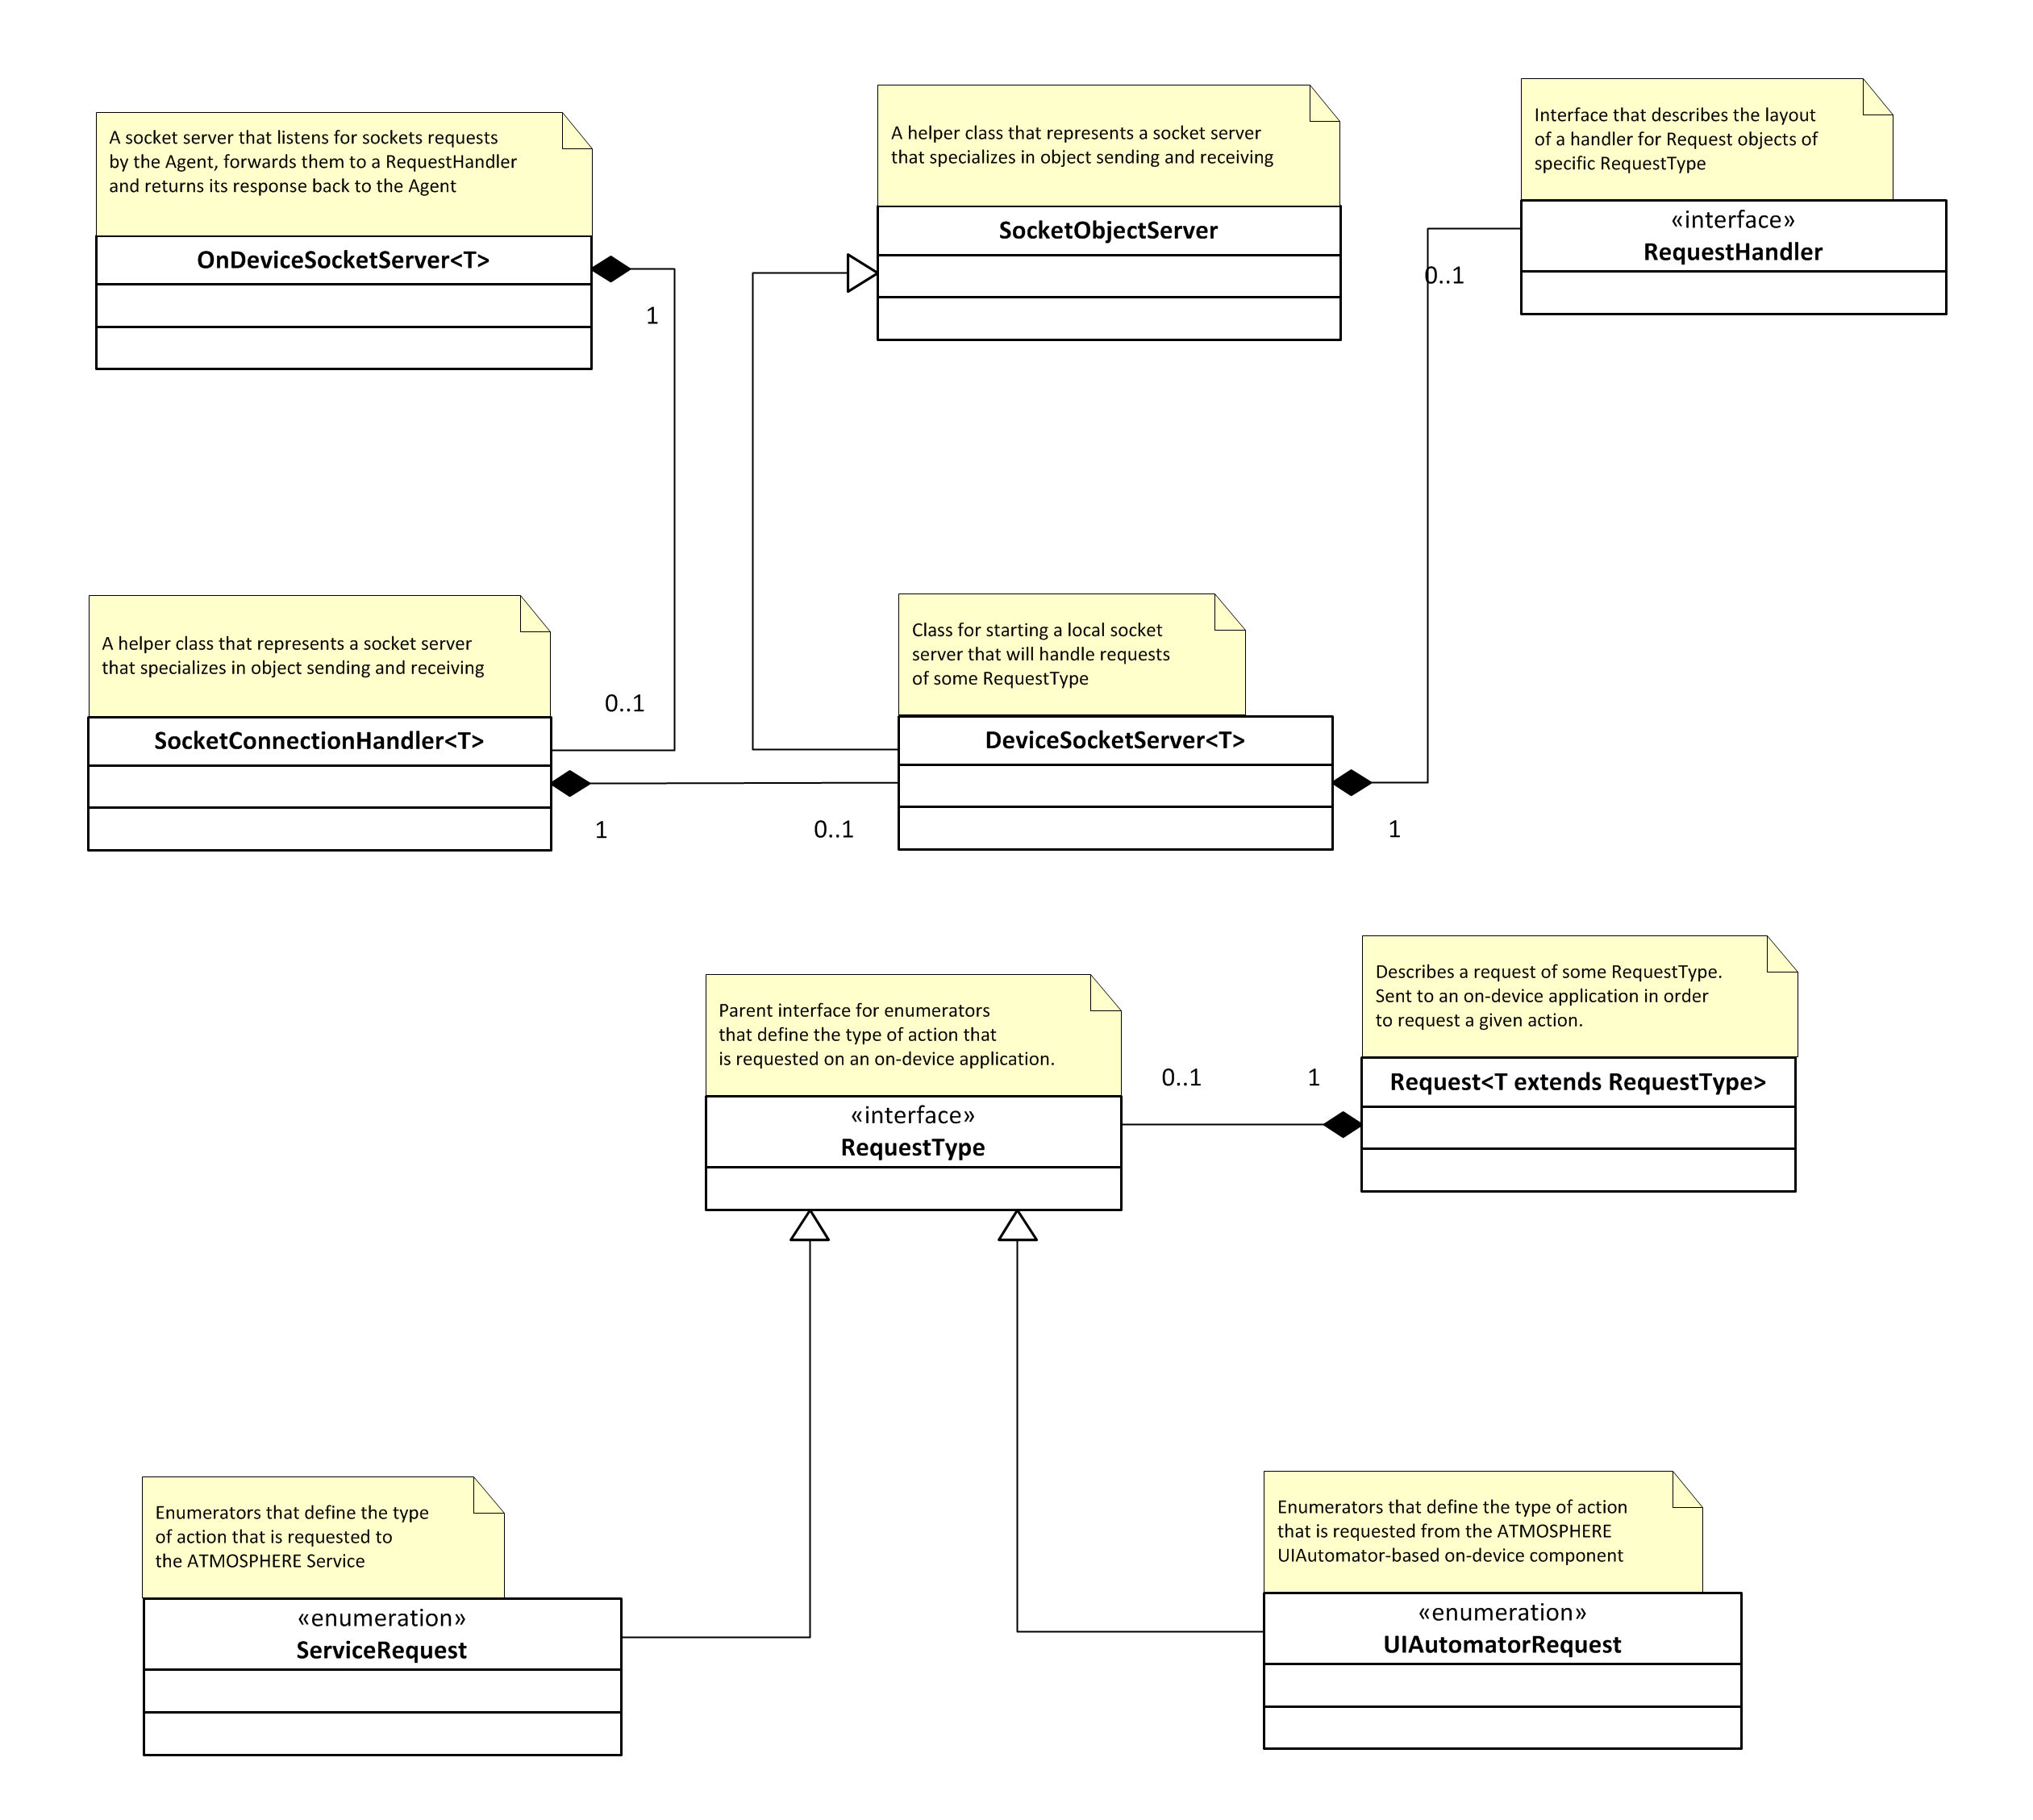 A socket server that listens for sockets requests
by the Agent, forwards them to a RequestHandler
and returns its response back to the Agent
OnDeviceSocketServer<T>
1
A helper class that represents a socket server
that specializes in object sending and receiving
SocketObjectServer
Interface that describes the layout
of a handler for Request objects of
specific RequestType
«interface»
RequestHandler
0..1
A helper class that represents a socket server
that specializes in object sending and receiving
0..1
SocketConnectionHandler<T>
1
0..1
Class for starting a local socket
server that will handle requests
of some RequestType
DeviceSocketServer<T>
1
Parent interface for enumerators
that define the type of action that
is requested on an on-device application.
«interface»
RequestType
0..1
1
Describes a request of some RequestType.
Sent to an on-device application in order
to request a given action.
Request<T extends RequestType>
Enumerators that define the type
of action that is requested to
the ATMOSPHERE Service
«enumeration»
ServiceRequest
Enumerators that define the type of action
that is requested from the ATMOSPHERE
UIAutomator-based on-device component
«enumeration»
UIAutomatorRequest